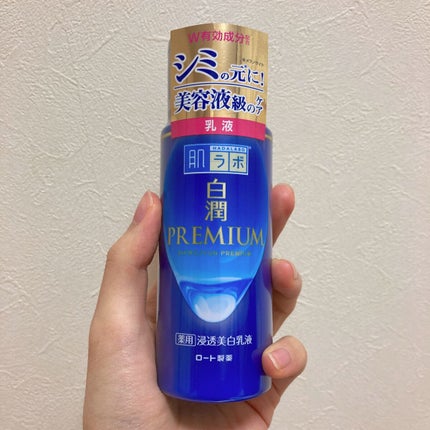 W有効成分配合
シミの元に!
美容液級のケア
乳液
HADALABO
肌ラボ
白潤
PREMIUM
薬用 浸透美白乳液
ロート製薬